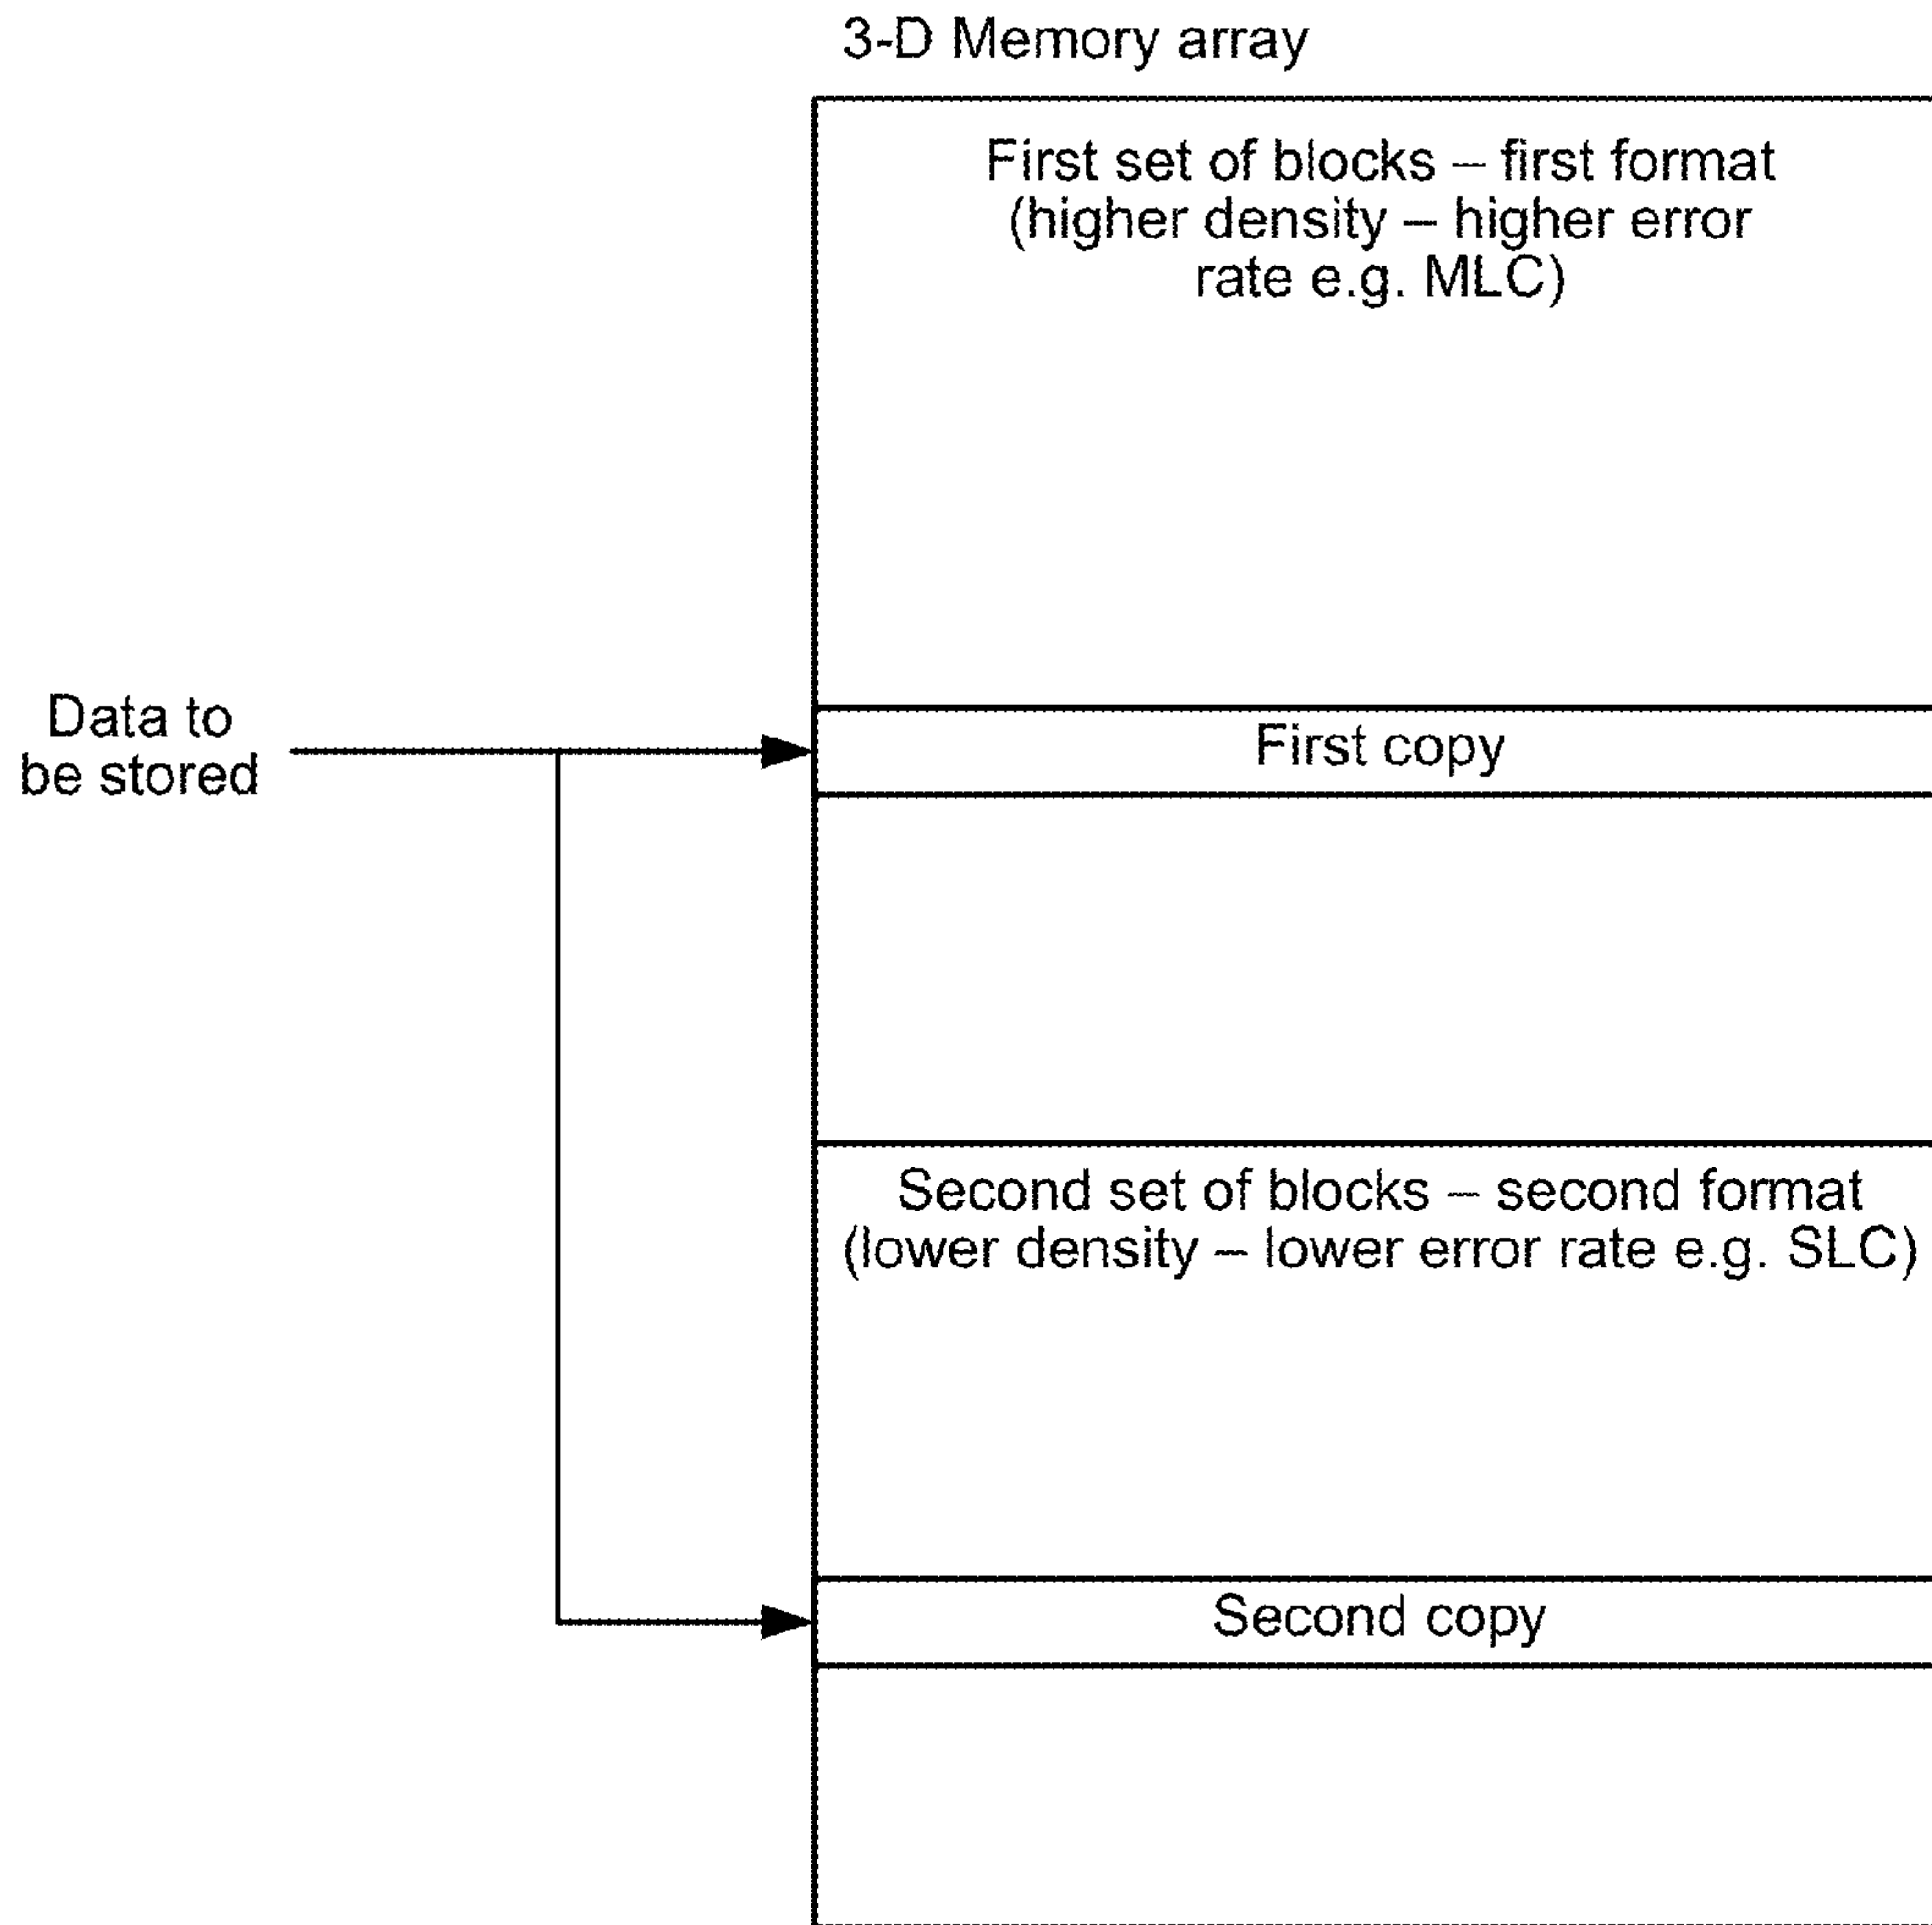 3-D Memory array
First set of blocks – first format
(higher density – higher error
rate e.g. MLC)
Data to
be stored
First copy
Second set of blocks – second format
(lower density – lower error rate e.g. SLC)
Second copy